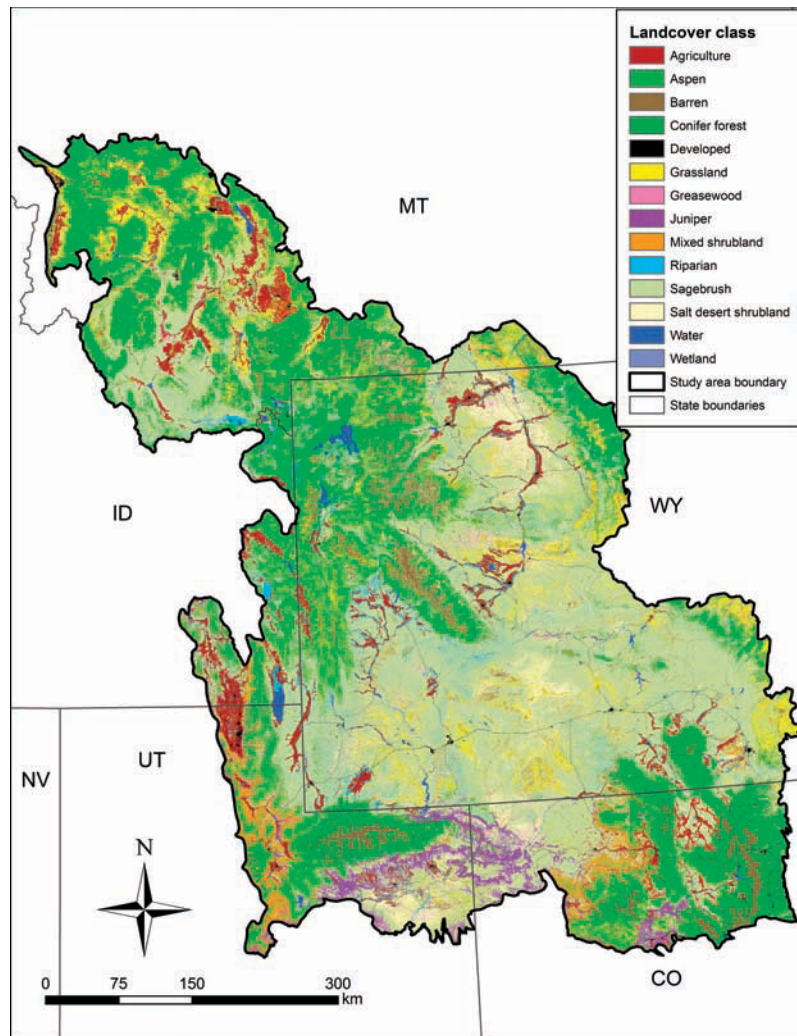 Landcover class
Agriculture
Aspen
Barren
Conifer forest
Developed
Grassland
Greasewood
Juniper
Mixed shrubland
Riparian
Sagebrush
Salt desert shrubland
Water
Wetland
Study area boundary
State boundaries
MT
ID
WY
UT
NV
N
CO
0 75 150 300
km